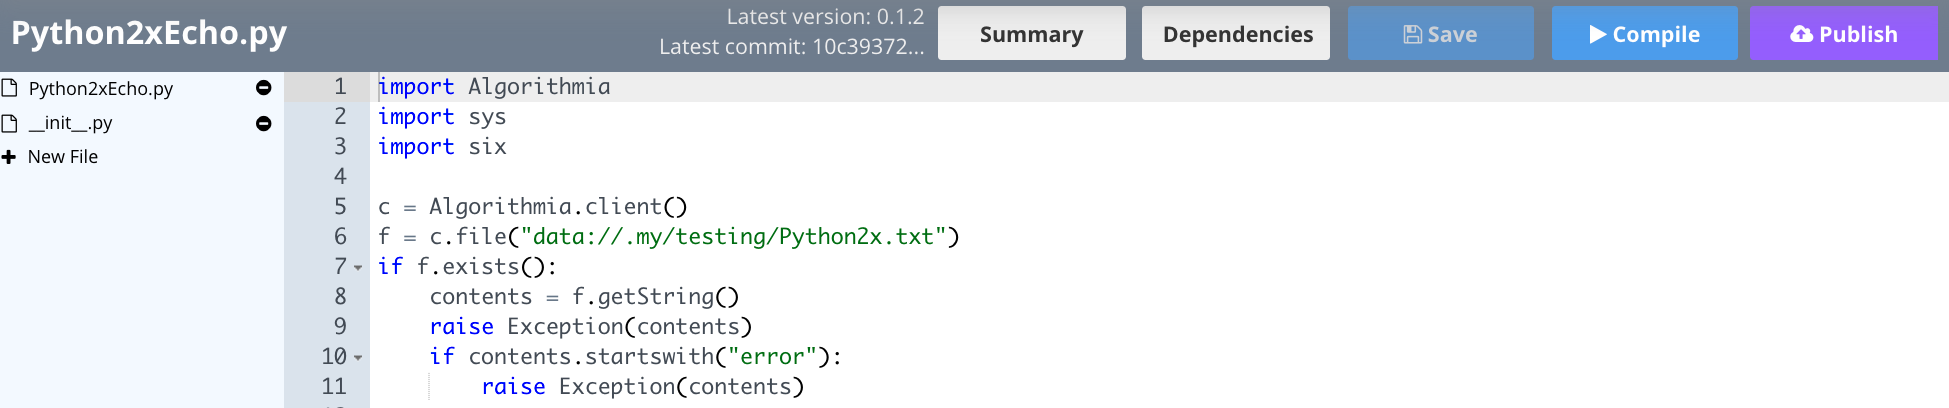 Python2xEcho.py
Latest version: 0.1.2
Latest commit: 10c39372...
Summary
Dependencies
Save
Compile
Publish
Python2xEcho.py
__init__.py
New File
1 import Algorithmia
2 import sys
3 import six
4
5 c = Algorithmia.client()
6 f = c.file("data://.my/testing/Python2x.txt")
7 if f.exists():
8     contents = f.getString()
9     raise Exception(contents)
10     if contents.startswith("error"):
11         raise Exception(contents)